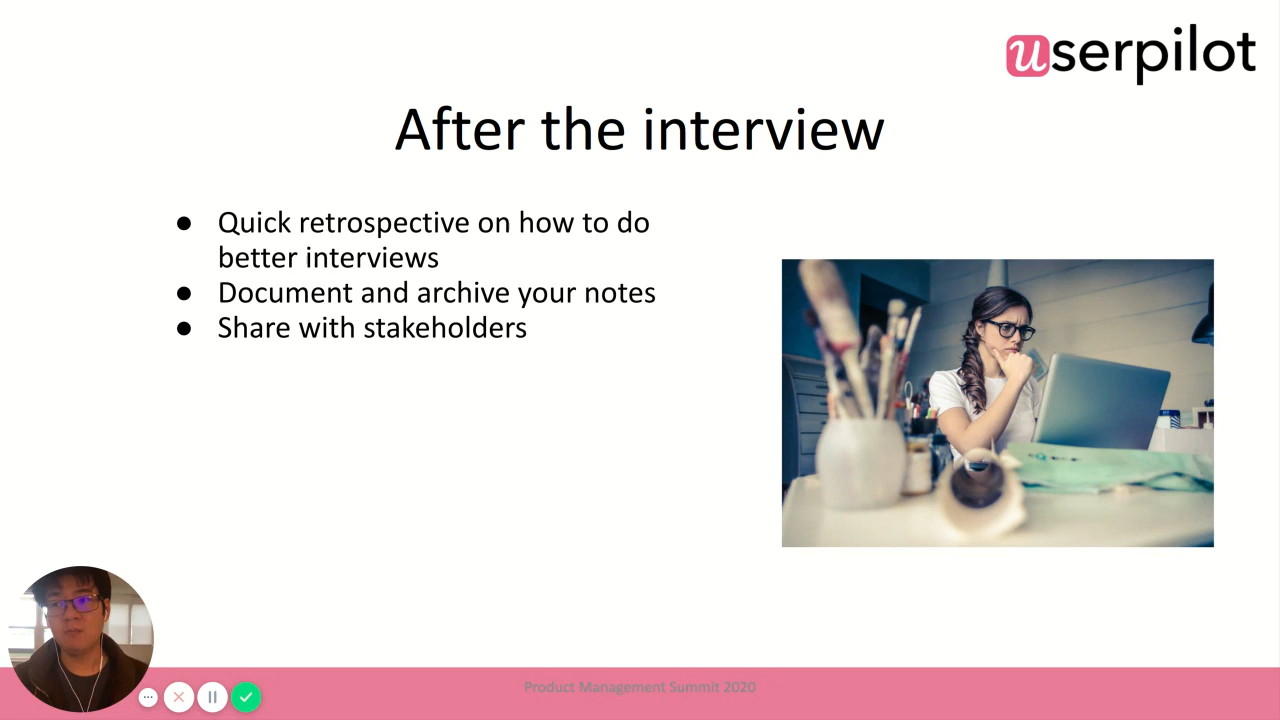 userpilot
After the interview
● Quick retrospective on how to do
better interviews
● Document and archive your notes
● Share with stakeholders
Product Management Summit 2020